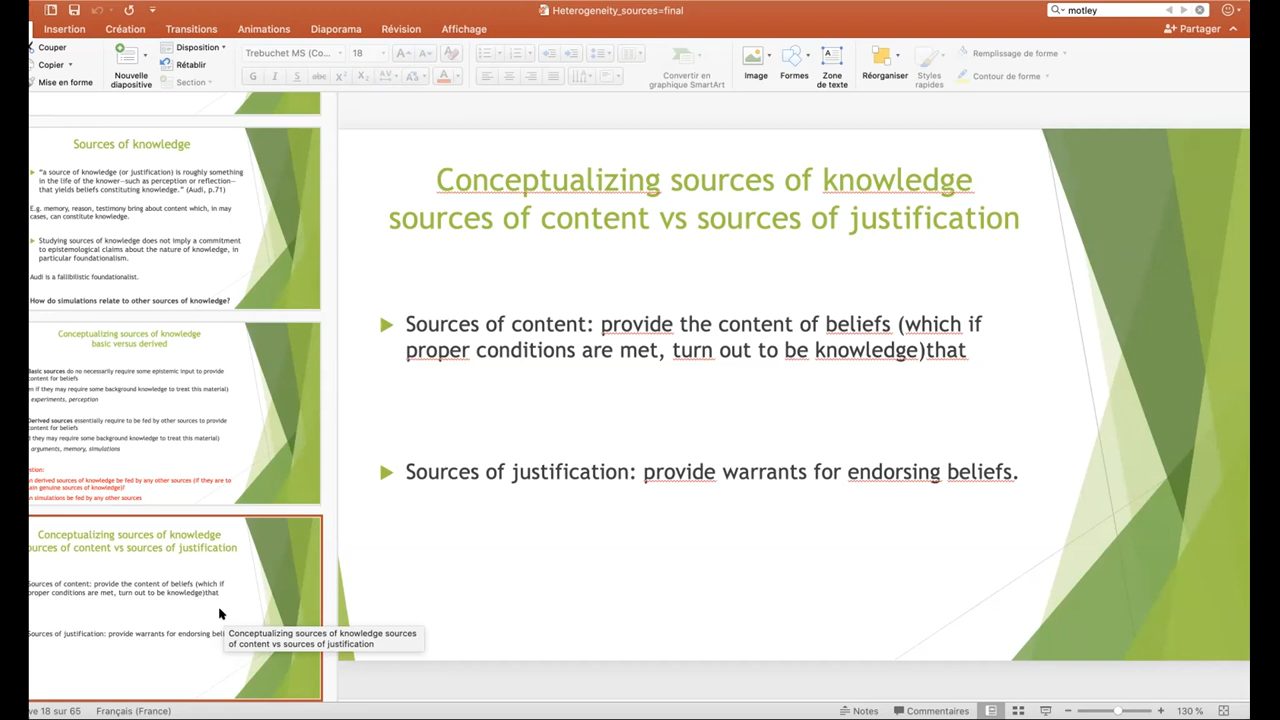 Heterogeneity_sources=final
motley
Insertion Création Transitions Animations Diaporama Révision Affichage
Partager
Couper
Copier
Mise en forme
Nouvelle
diapositive
Disposition
Rétablir
Section
Trebuchet MS (Co...
18
G I S abc X² X₂ AV Aa A
Convertir en
graphique SmartArt
Image
Formes
Zone
de texte
Réorganiser
Styles
rapides
Remplissage de forme
Contour de forme
Sources of knowledge
“a source of knowledge (or justification) is roughly something
in the life of the knower—such as perception or reflection—
that yields beliefs constituting knowledge.” (Audi, p.71)
E.g. memory, reason, testimony bring about content which, in may
cases, can constitute knowledge.
Studying sources of knowledge does not imply a commitment
to epistemological claims about the nature of knowledge, in
particular foundationalism.
Audi is a fallibilistic foundationalist.
How do simulations relate to other sources of knowledge?
Conceptualizing sources of knowledge
basic versus derived
Basic sources do no necessarily require some epistemic input to provide
content for beliefs
if they may require some background knowledge to treat this material)
experiments, perception
Derived sources essentially require to be fed by other sources to provide
content for beliefs
they may require some background knowledge to treat this material)
arguments, memory, simulations
derived sources of knowledge be fed by any other sources (if they are to
genuine sources of knowledge)?
simulations be fed by any other sources
Conceptualizing sources of knowledge
ources of content vs sources of justification
Sources of content: provide the content of beliefs (which if
proper conditions are met, turn out to be knowledge)that
Sources of justification: provide warrants for endorsing beli
Conceptualizing sources of knowledge sources
of content vs sources of justification
Conceptualizing sources of knowledge
sources of content vs sources of justification
Sources of content: provide the content of beliefs (which if
proper conditions are met, turn out to be knowledge)that
Sources of justification: provide warrants for endorsing beliefs.
ve 18 sur 65
Français (France)
Notes
Commentaires
130 %